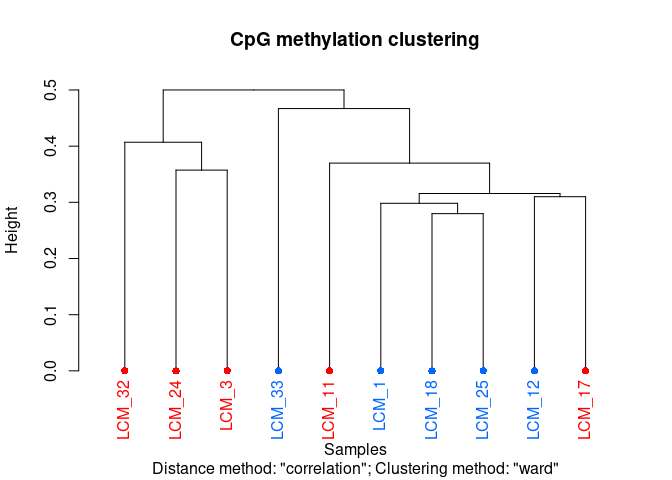 CpG methylation clustering
Height
0.5
0.4
0.3
0.2
0.1
0.0
LCM_32
LCM_24
LCM_3
LCM_33
LCM_11
LCM_1
LCM_18
LCM_25
LCM_12
LCM_17
Samples
Distance method: "correlation"; Clustering method: "ward"